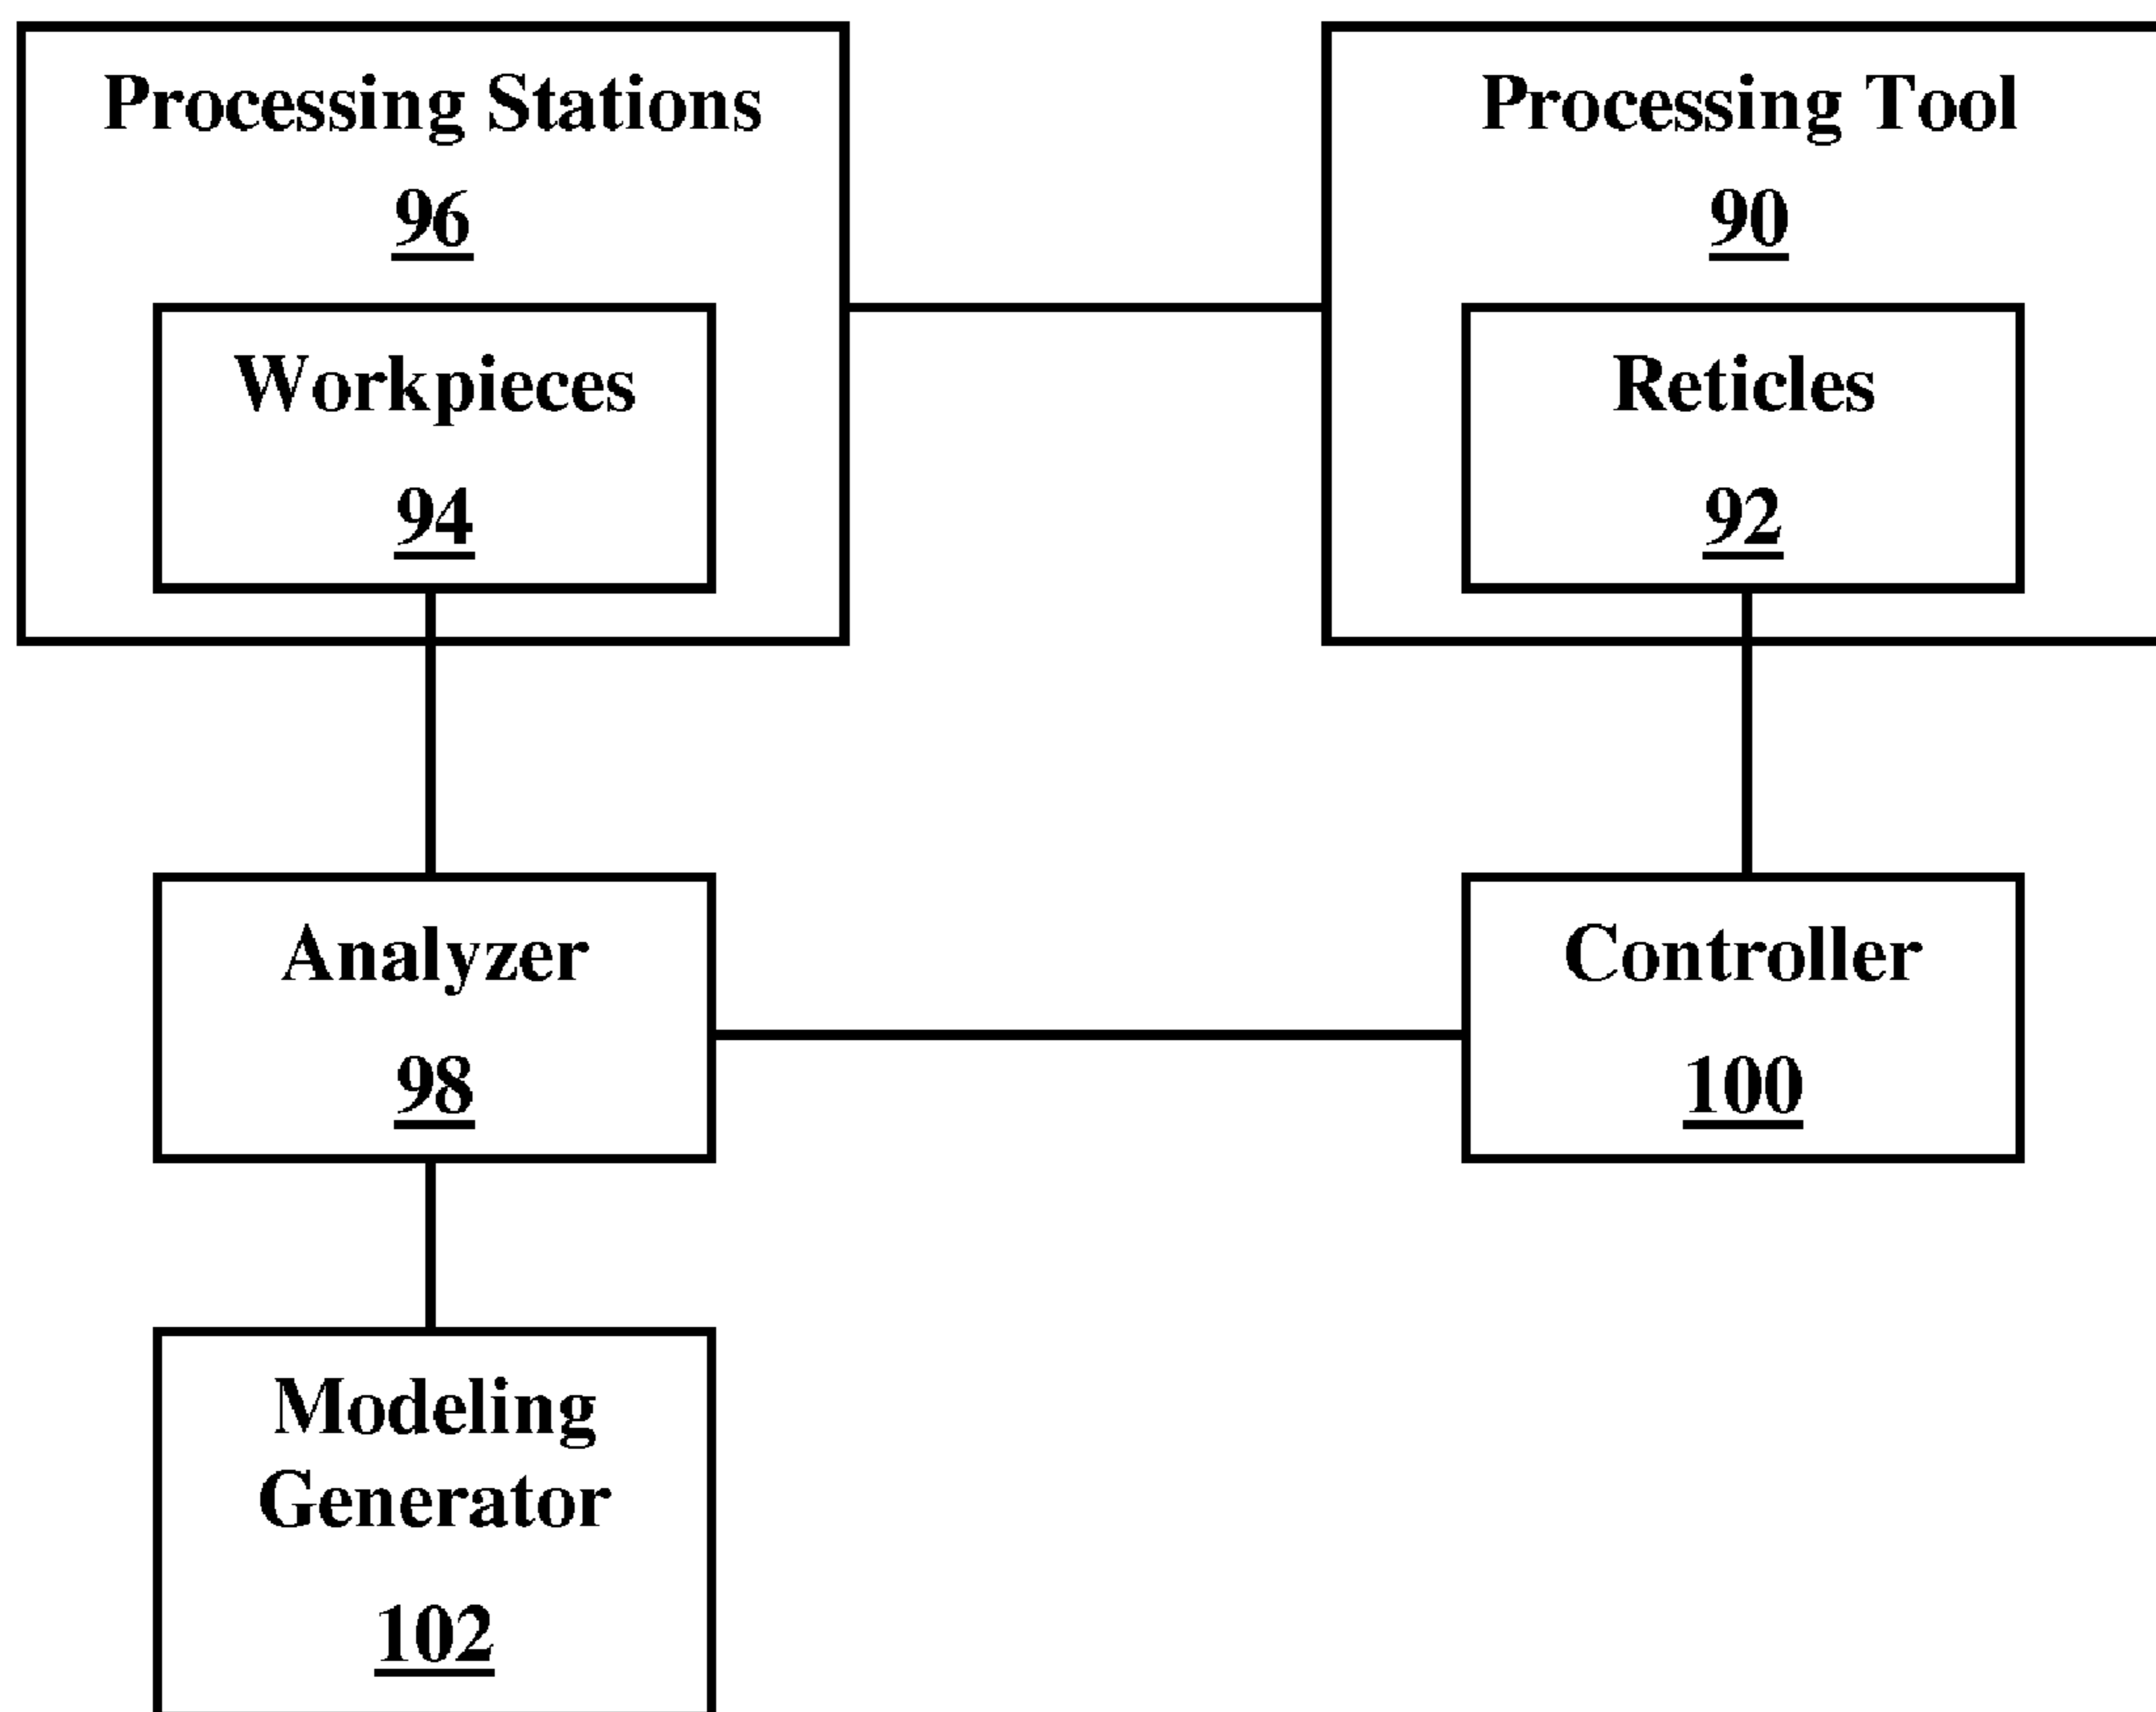 Processing Stations
96
Workpieces
94
Processing Tool
90
Reticles
92
Analyzer
98
Controller
100
Modeling
Generator
102